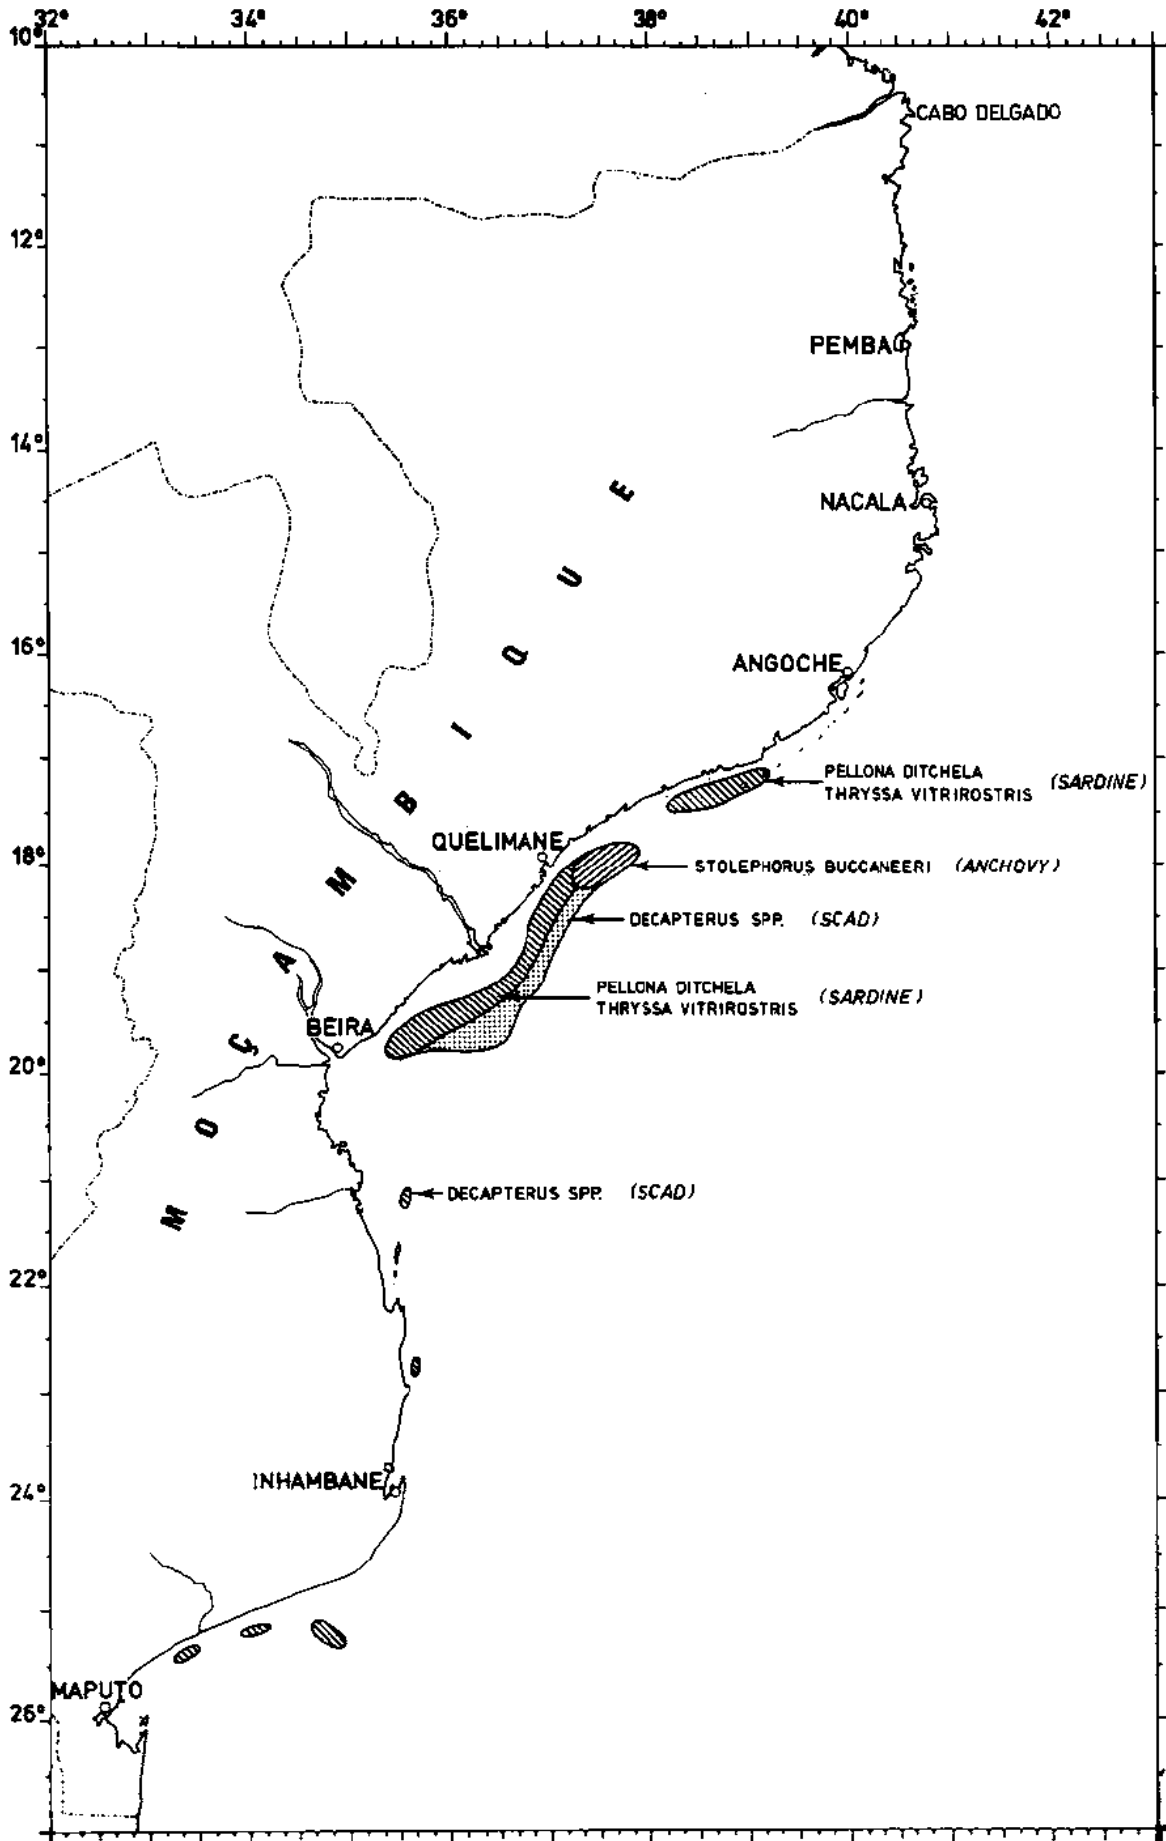 32° 34° 36° 38° 40° 42°
10°
CABO DELGADO
12°
PEMBA
14°
NACALA
16°
ANGOCHE
PELLONA DITCHELA
THRYSSA VITRIROSTRIS (SARDINE)
QUELIMANE
18°
STOLEPHORUS BUCCANEERI (ANCHOVY)
DECAPTERUS SPP. (SCAD)
PELLONA DITCHELA
THRYSSA VITRIROSTRIS (SARDINE)
BEIRA
20°
DECAPTERUS SPP. (SCAD)
MOÇAMBIQUE
22°
INHAMBANE
24°
MAPUTO
26°